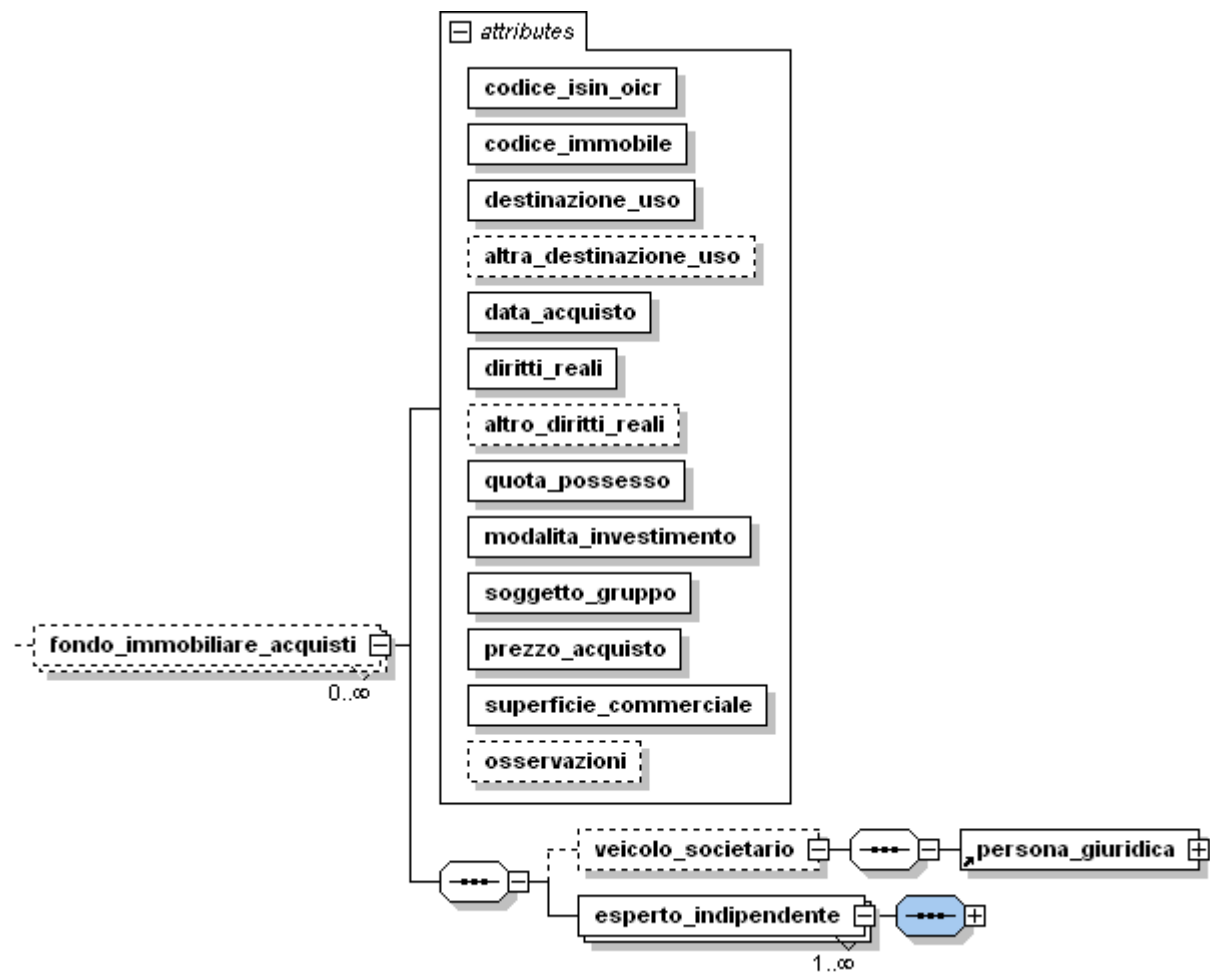 attributes
codice_isin_oicr
codice_immobile
destinazione_uso
altra_destinazione_uso
data_acquisto
diritti_reali
altro_diritti_reali
quota_possesso
modalita_investimento
soggetto_gruppo
prezzo_acquisto
superficie_commerciale
osservazioni
fondo_immobiliare_acquisti
0..∞
veicolo_societario
persona_giuridica
esperto_indipendente
1..∞